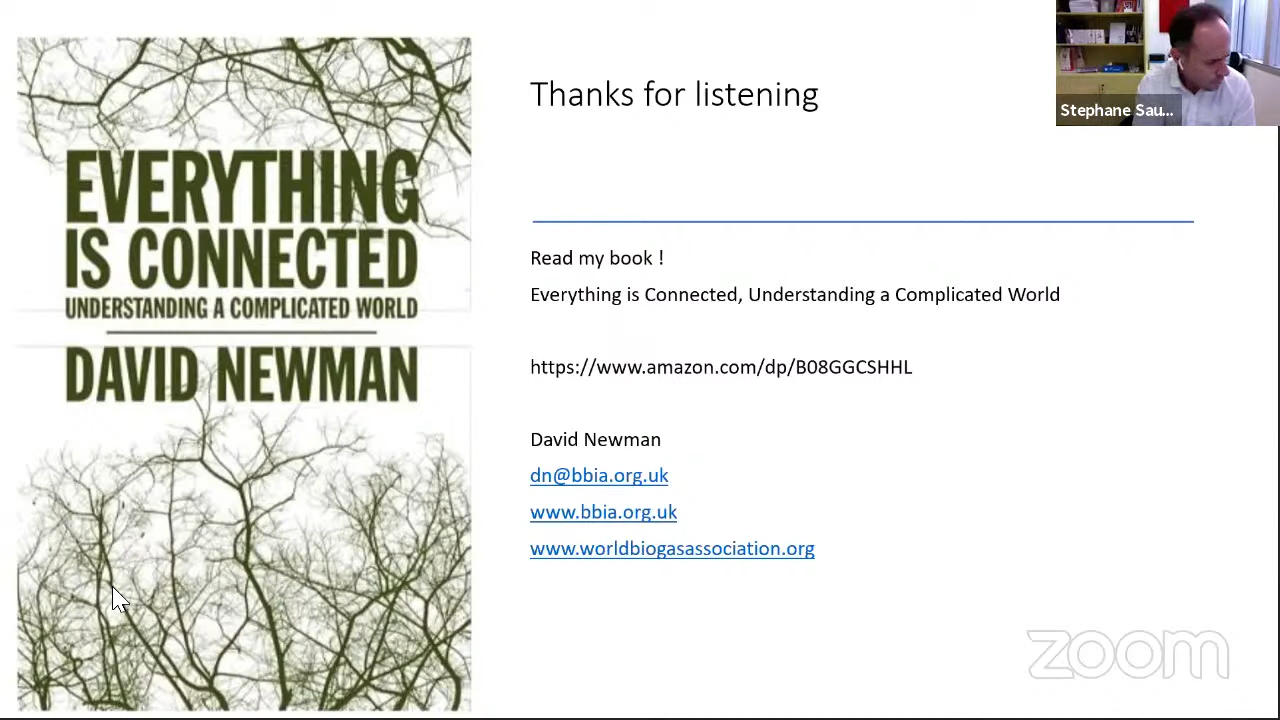 EVERYTHING
IS CONNECTED
UNDERSTANDING A COMPLICATED WORLD
DAVID NEWMAN
Thanks for listening
Read my book !
Everything is Connected, Understanding a Complicated World
https://www.amazon.com/dp/B08GGCSHHL
David Newman
dn@bbia.org.uk
www.bbia.org.uk
www.worldbiogasassociation.org
Stephane Sau...
zoom